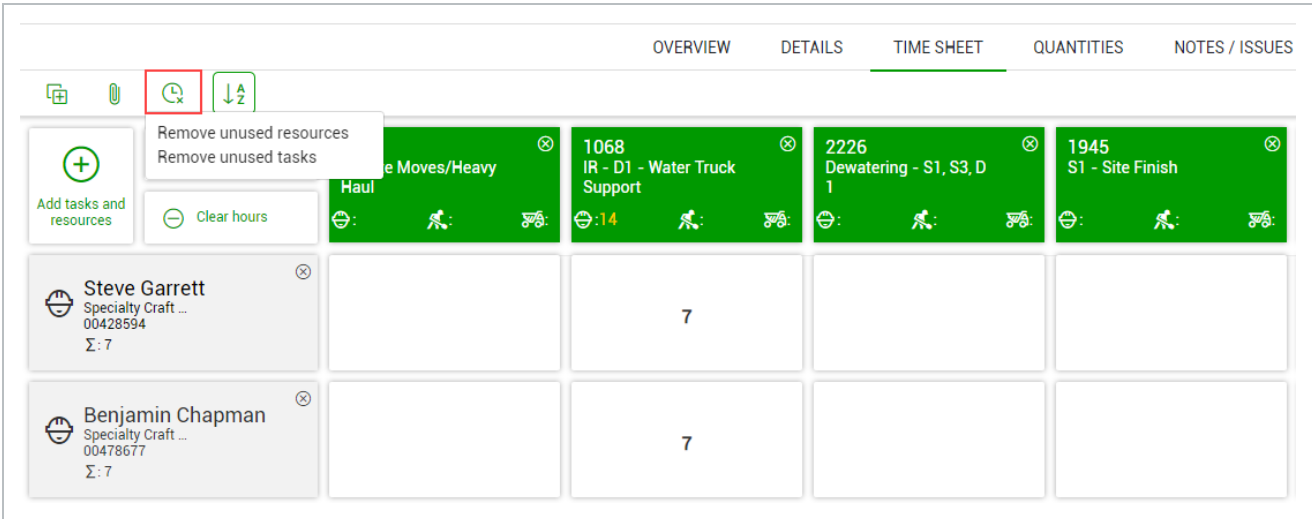 OVERVIEW DETAILS TIME SHEET QUANTITIES NOTES / ISSUES
A
Z
Remove unused resources
Remove unused tasks
Add tasks and
resources
Clear hours
e Moves/Heavy
Haul
:
:
:
1068
IR - D1 - Water Truck
Support
:14
:
:
2226
Dewatering - S1, S3, D
1
:
:
:
1945
S1 - Site Finish
:
:
:
Steve Garrett
Specialty Craft ...
00428594
Σ: 7
7
Benjamin Chapman
Specialty Craft ...
00478677
Σ: 7
7